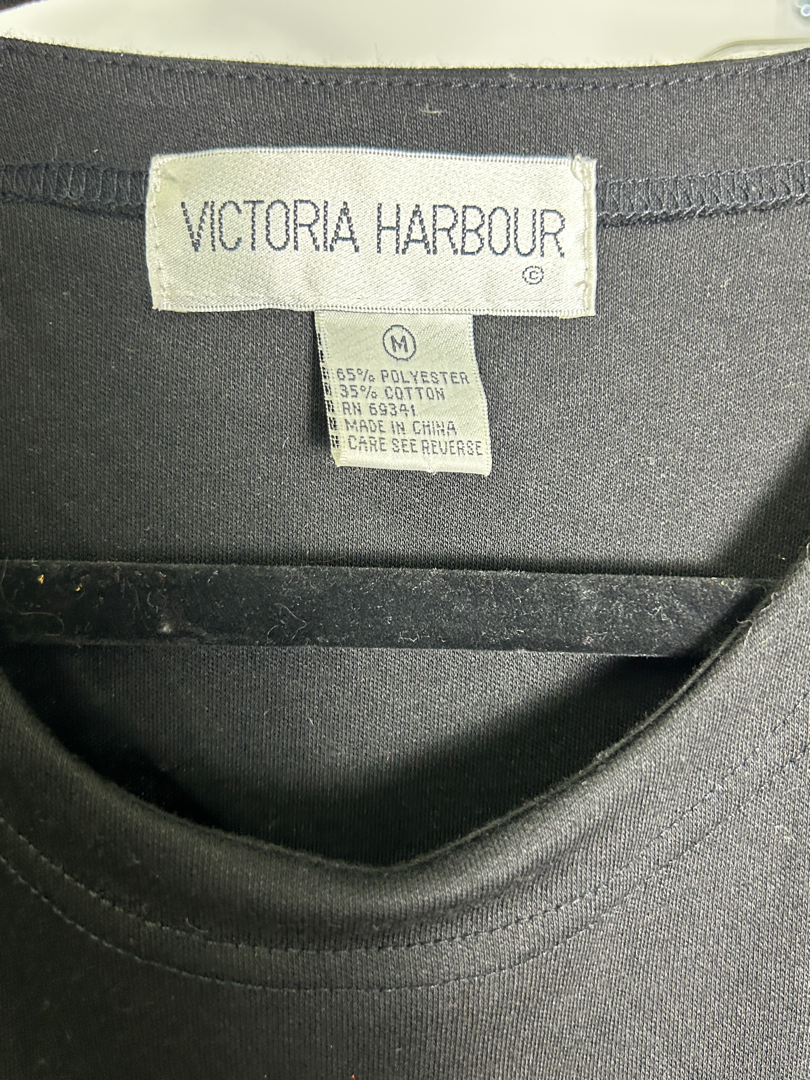 VICTORIA HARBOUR
©
M
65% POLYESTER
35% COTTON
RN 69341
MADE IN CHINA
CARE SEE REVERSE